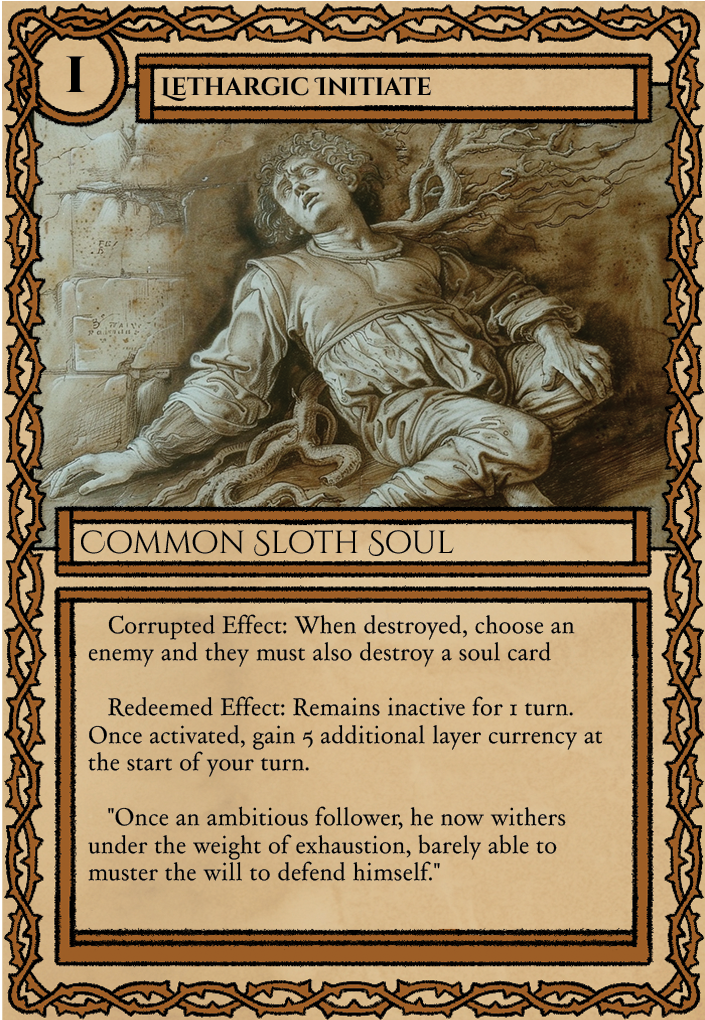 I
Lethargic Initiate
Common Sloth Soul
Corrupted Effect: When destroyed, choose an
enemy and they must also destroy a soul card
Redeemed Effect: Remains inactive for 1 turn.
Once activated, gain 5 additional layer currency at
the start of your turn.
"Once an ambitious follower, he now withers
under the weight of exhaustion, barely able to
muster the will to defend himself."